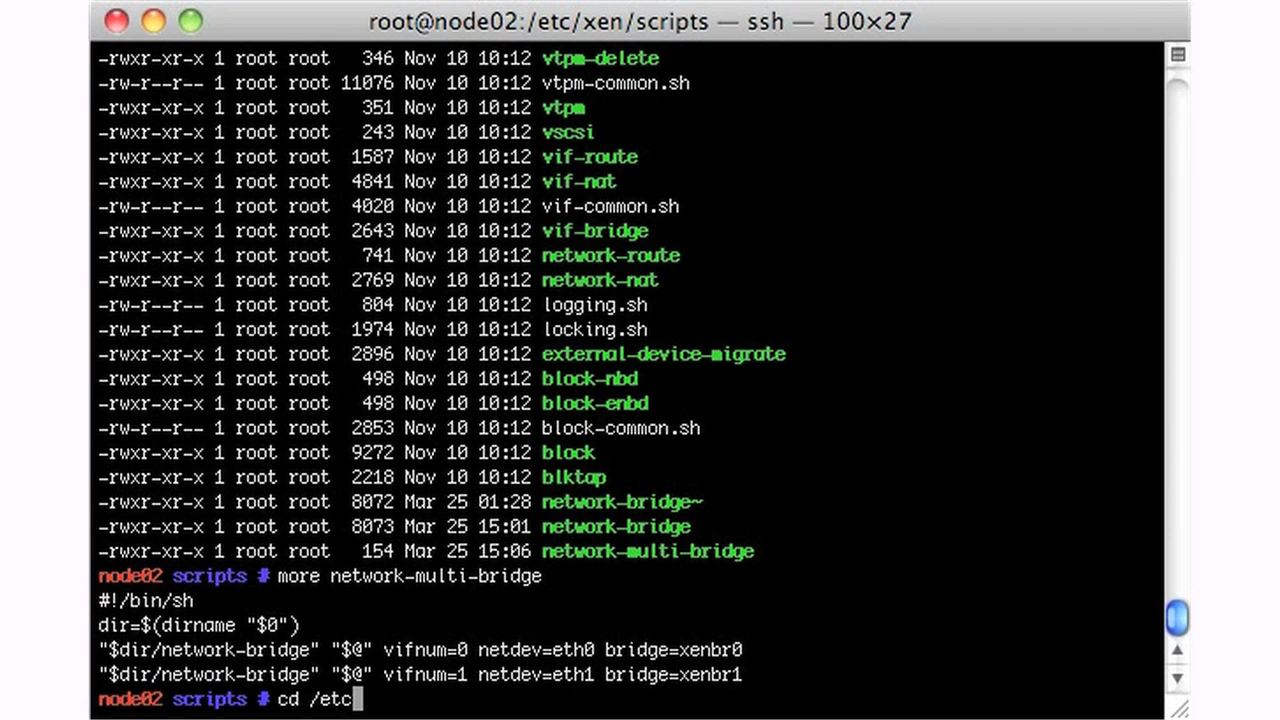 root@node02:/etc/xen/scripts — ssh — 100×27
-rwxr-xr-x 1 root root   346 Nov 10 10:12 vtpm-delete
-rw-r--r-- 1 root root 11076 Nov 10 10:12 vtpm-common.sh
-rwxr-xr-x 1 root root   351 Nov 10 10:12 vtpm
-rwxr-xr-x 1 root root   243 Nov 10 10:12 vscsi
-rwxr-xr-x 1 root root  1587 Nov 10 10:12 vif-route
-rwxr-xr-x 1 root root  4841 Nov 10 10:12 vif-nat
-rw-r--r-- 1 root root  4020 Nov 10 10:12 vif-common.sh
-rwxr-xr-x 1 root root  2643 Nov 10 10:12 vif-bridge
-rwxr-xr-x 1 root root   741 Nov 10 10:12 network-route
-rwxr-xr-x 1 root root  2769 Nov 10 10:12 network-nat
-rw-r--r-- 1 root root   804 Nov 10 10:12 logging.sh
-rw-r--r-- 1 root root  1974 Nov 10 10:12 locking.sh
-rwxr-xr-x 1 root root  2896 Nov 10 10:12 external-device-migrate
-rwxr-xr-x 1 root root   498 Nov 10 10:12 block-nbd
-rwxr-xr-x 1 root root   498 Nov 10 10:12 block-enbd
-rw-r--r-- 1 root root  2853 Nov 10 10:12 block-common.sh
-rwxr-xr-x 1 root root  9272 Nov 10 10:12 block
-rwxr-xr-x 1 root root  2218 Nov 10 10:12 blktap
-rwxr-xr-x 1 root root  8072 Mar 25 01:28 network-bridge~
-rwxr-xr-x 1 root root  8073 Mar 25 15:01 network-bridge
-rwxr-xr-x 1 root root   154 Mar 25 15:06 network-multi-bridge
node02 scripts # more network-multi-bridge
#!/bin/sh
dir=$(dirname "$0")
"$dir/network-bridge" "$@" vifnum=0 netdev=eth0 bridge=xenbr0
"$dir/network-bridge" "$@" vifnum=1 netdev=eth1 bridge=xenbr1
node02 scripts # cd /etc